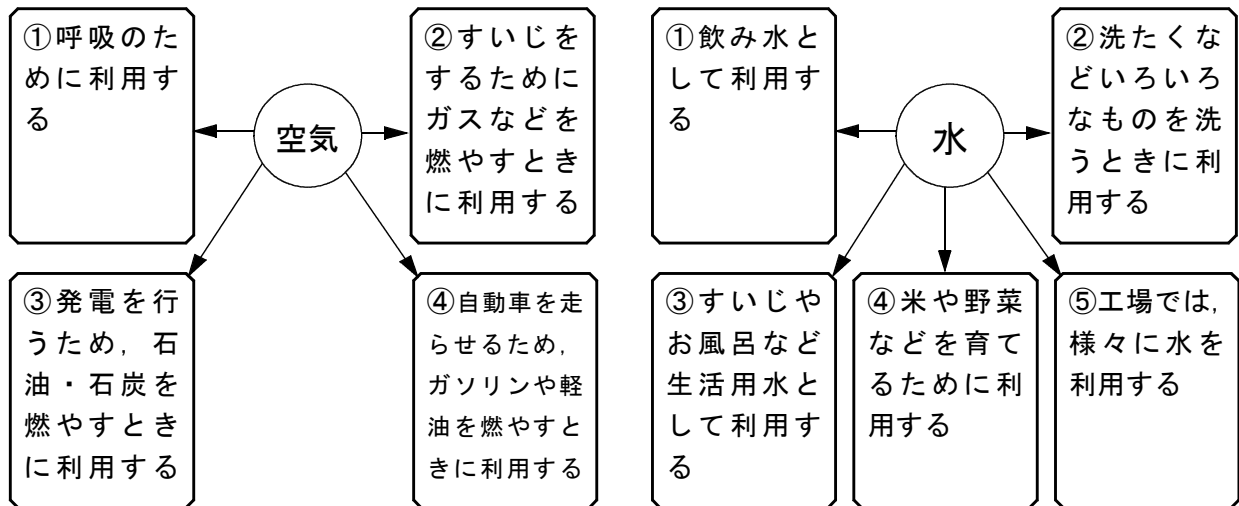 空気
①呼吸のた
めに利用す
る
②すいじを
するために
ガスなどを
燃やすとき
に利用する
③発電を行
うため，石
油・石炭を
燃やすとき
に利用する
④自動車を走
らせるため，
ガソリンや軽
油を燃やすと
きに利用する
水
①飲み水と
して利用す
る
②洗たくな
どいろいろ
なものを洗
うときに利
用する
③すいじや
お風呂など
生活用水と
して利用す
る
④米や野菜
などを育て
るために利
用する
⑤工場では，
様々に水を
利用する